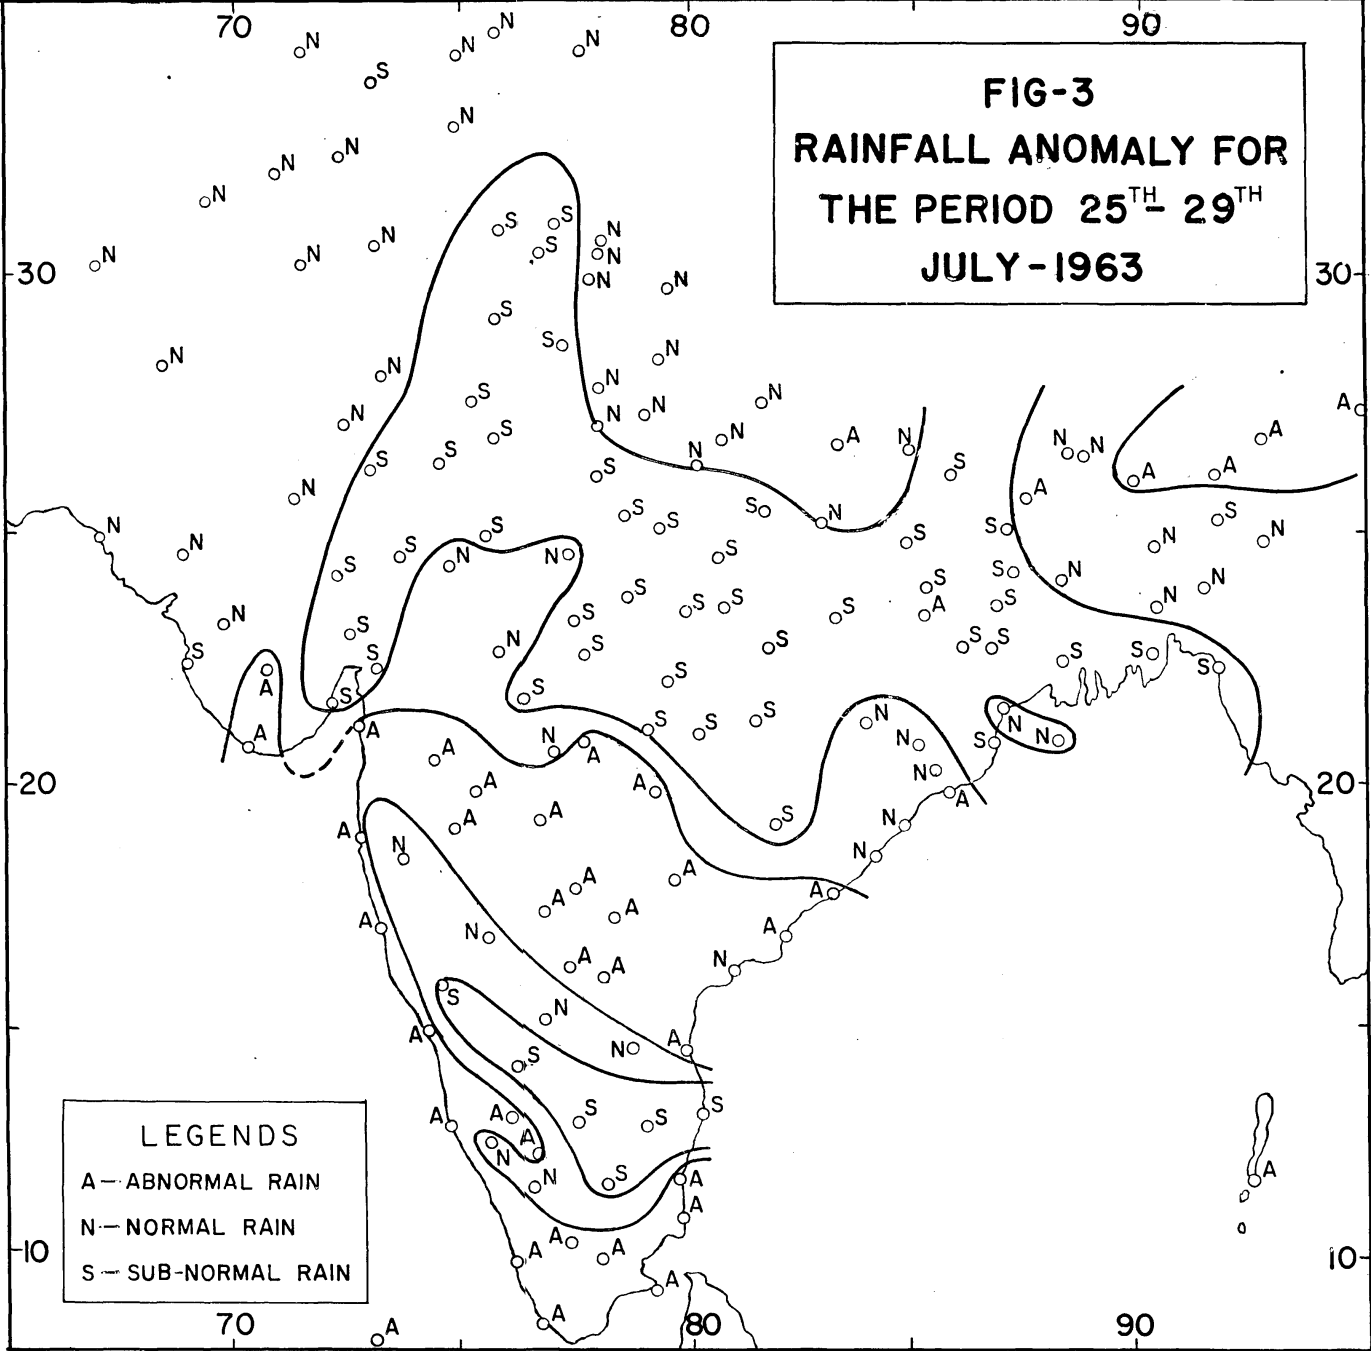 70 80 90
N N N N
S
N
N
N
N
FIG-3
RAINFALL ANOMALY FOR
THE PERIOD 25TH- 29TH
JULY-1963
S S N
N S N
N N
30 30
N N
S
S N
N N
N
S N A
N N N
S N A N N N A
N
S S S S A A
N A
S S S N
N S S N S
N S S N N S S N
S S N
S S S S A S N N
N S S
S N S S S S
S S S S S
A
S S
S S A N
A S S N S N
A N
20 20
A A N A
A A S N
A N N
A A A
A A A
A N
A A N
S N
A N A
S
A A S S S
A N
N S A A
A A A
10 10
A
A
A
LEGENDS
A-ABNORMAL RAIN
N-NORMAL RAIN
S-SUB-NORMAL RAIN
70 80 90